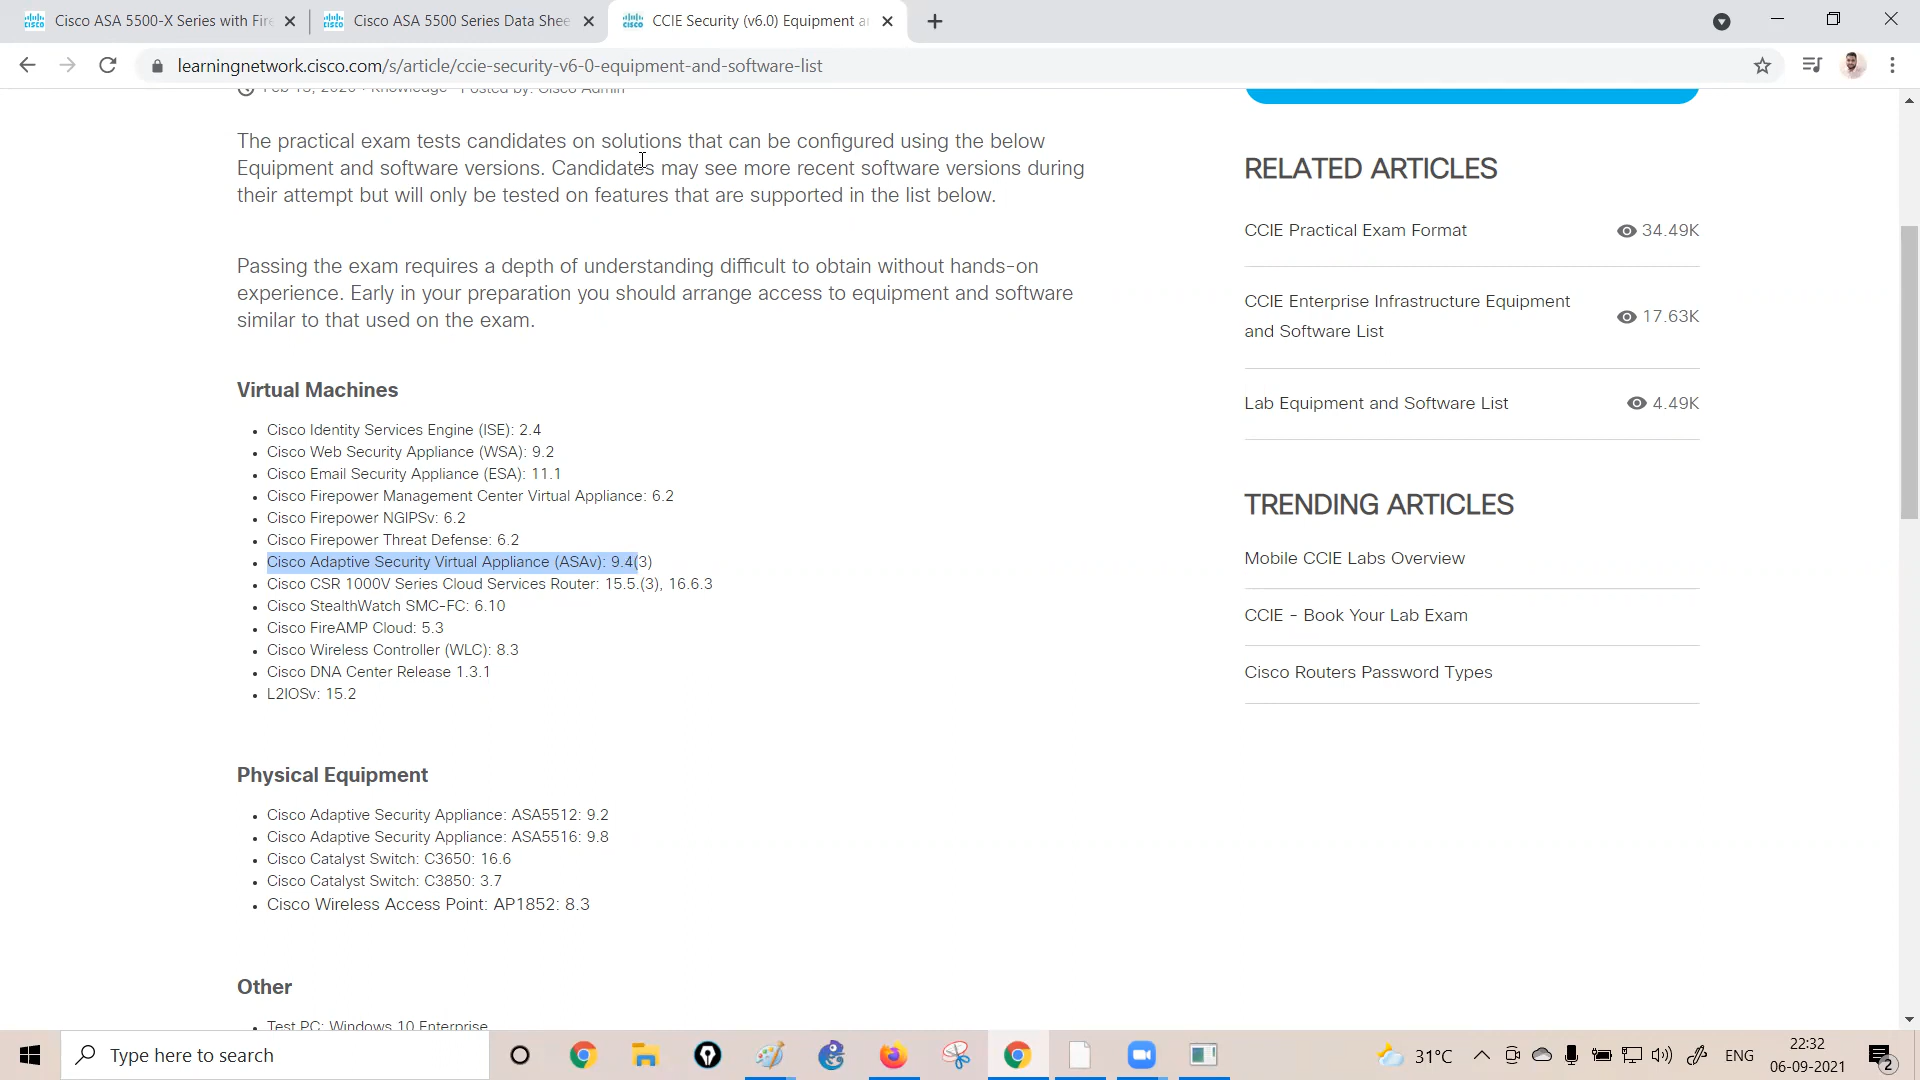 Cisco ASA 5500-X Series with Fire
Cisco ASA 5500 Series Data Shee
CCIE Security (v6.0) Equipment a
learningnetwork.cisco.com/s/article/ccie-security-v6-0-equipment-and-software-list
The practical exam tests candidates on solutions that can be configured using the below
Equipment and software versions. Candidates may see more recent software versions during
their attempt but will only be tested on features that are supported in the list below.
Passing the exam requires a depth of understanding difficult to obtain without hands-on
experience. Early in your preparation you should arrange access to equipment and software
similar to that used on the exam.
Virtual Machines
• Cisco Identity Services Engine (ISE): 2.4
• Cisco Web Security Appliance (WSA): 9.2
• Cisco Email Security Appliance (ESA): 11.1
• Cisco Firepower Management Center Virtual Appliance: 6.2
• Cisco Firepower NGIPSv: 6.2
• Cisco Firepower Threat Defense: 6.2
• Cisco Adaptive Security Virtual Appliance (ASAv): 9.4(3)
• Cisco CSR 1000V Series Cloud Services Router: 15.5.(3), 16.6.3
• Cisco StealthWatch SMC-FC: 6.10
• Cisco FireAMP Cloud: 5.3
• Cisco Wireless Controller (WLC): 8.3
• Cisco DNA Center Release 1.3.1
• L2IOSv: 15.2
Physical Equipment
• Cisco Adaptive Security Appliance: ASA5512: 9.2
• Cisco Adaptive Security Appliance: ASA5516: 9.8
• Cisco Catalyst Switch: C3650: 16.6
• Cisco Catalyst Switch: C3850: 3.7
• Cisco Wireless Access Point: AP1852: 8.3
Other
• Test PC: Windows 10 Enterprise
RELATED ARTICLES
CCIE Practical Exam Format
34.49K
CCIE Enterprise Infrastructure Equipment
and Software List
17.63K
Lab Equipment and Software List
4.49K
TRENDING ARTICLES
Mobile CCIE Labs Overview
CCIE - Book Your Lab Exam
Cisco Routers Password Types
Type here to search
31°C
ENG
22:32
06-09-2021
2